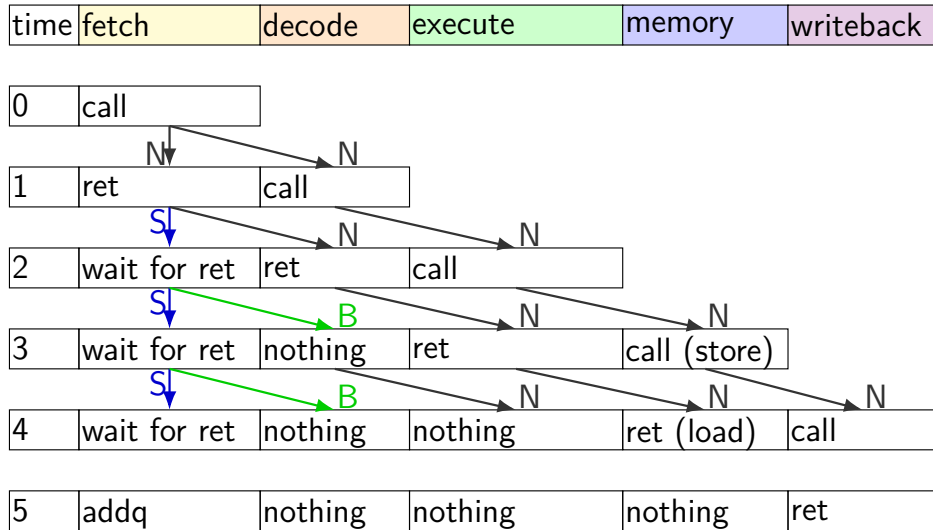 time fetch decode execute memory writeback
0 call
N N
1 ret call
S N N
2 wait for ret ret call
S B N N
3 wait for ret nothing ret call (store)
S B N N N
4 wait for ret nothing nothing ret (load) call
5 addq nothing nothing nothing ret